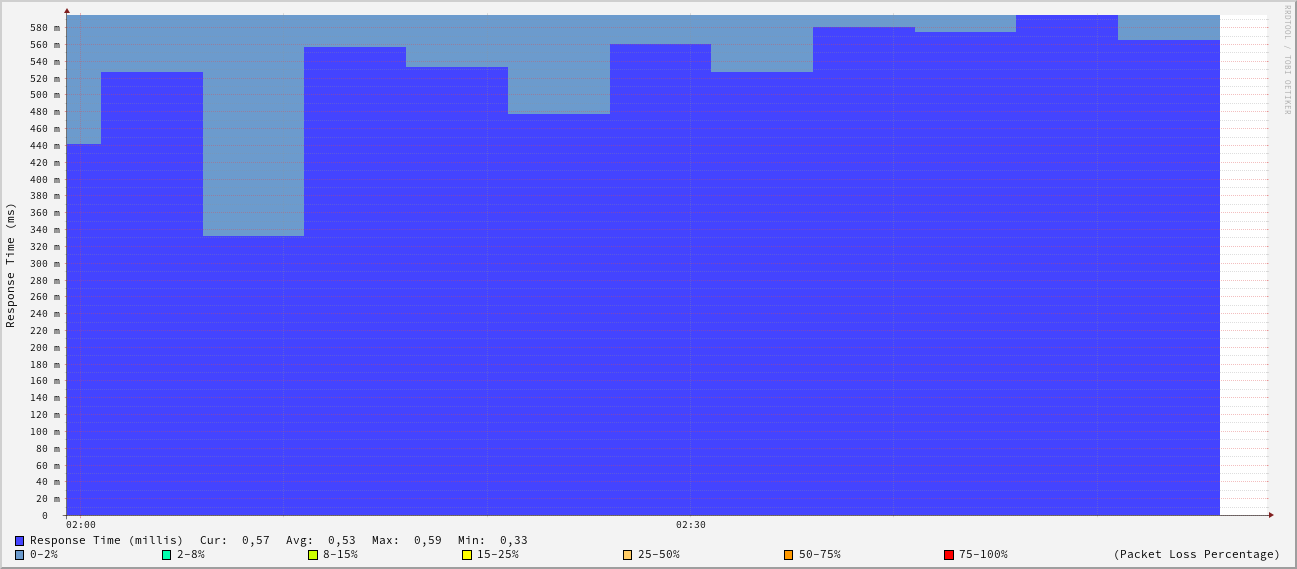 RRDTOOL / TOBI OETIKER
Response Time (ms)
580 m
560 m
540 m
520 m
500 m
480 m
460 m
440 m
420 m
400 m
380 m
360 m
340 m
320 m
300 m
280 m
260 m
240 m
220 m
200 m
180 m
160 m
140 m
120 m
100 m
80 m
60 m
40 m
20 m
0
02:00 02:30
Response Time (millis) Cur: 0,57 Avg: 0,53 Max: 0,59 Min: 0,33
0-2% 2-8% 8-15% 15-25% 25-50% 50-75% 75-100% (Packet Loss Percentage)